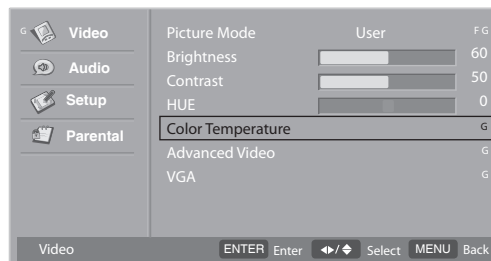 G Video
Audio
Setup
Parental
Picture Mode User F G
Brightness 60
Contrast 50
HUE 0
Color Temperature G
Advanced Video G
VGA G
Video ENTER Enter ◂▸/◆ Select MENU Back